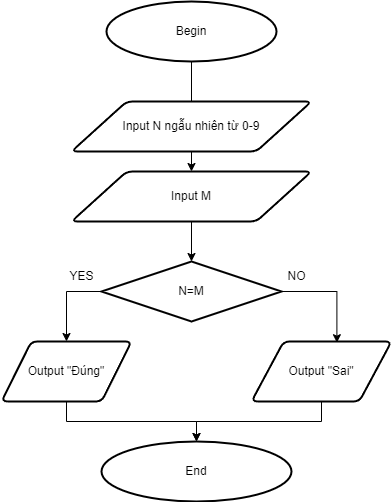 Begin
Input N ngẫu nhiên từ 0-9
Input M
YES
NO
N=M
Output "Đúng"
Output "Sai"
End